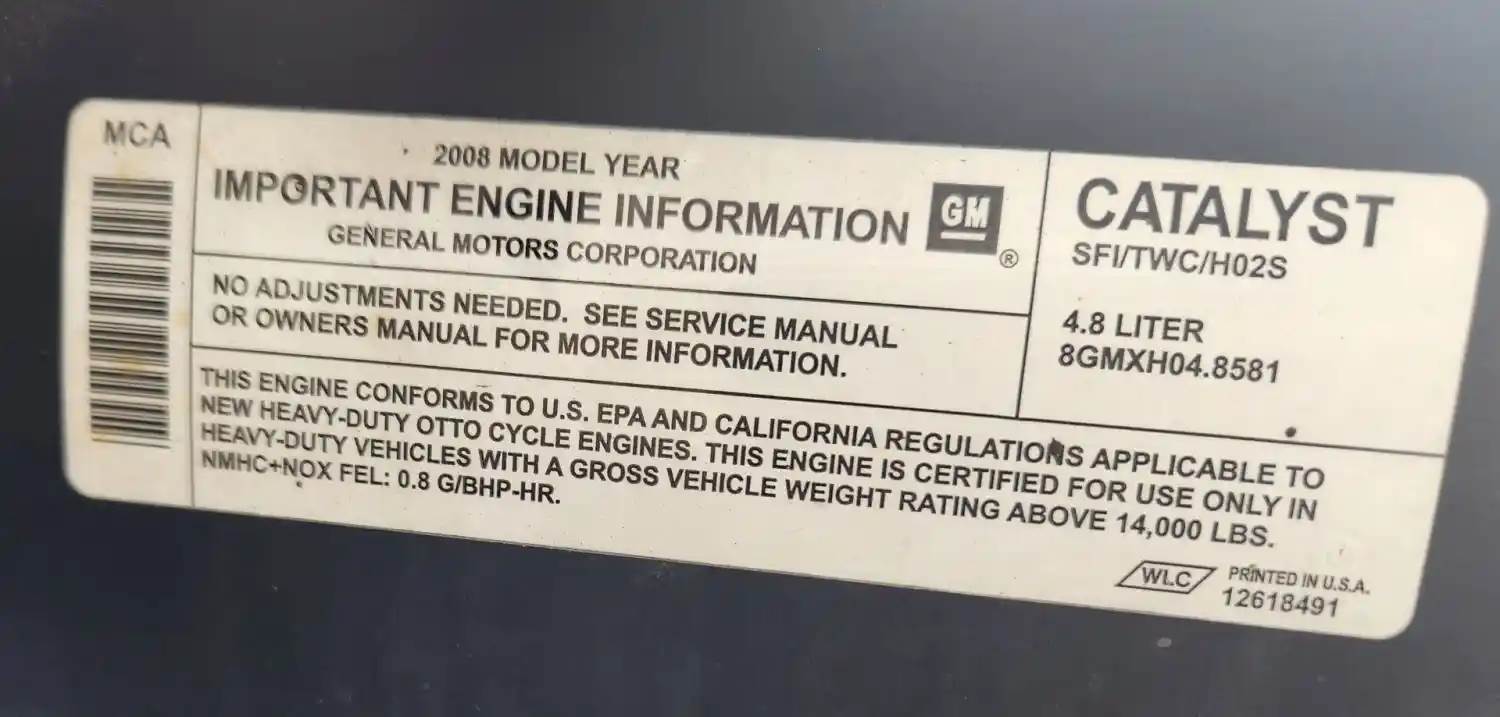 MCA
2008 MODEL YEAR
IMPORTANT ENGINE INFORMATION
GENERAL MOTORS CORPORATION
GM
®
NO ADJUSTMENTS NEEDED. SEE SERVICE MANUAL
OR OWNERS MANUAL FOR MORE INFORMATION.
CATALYST
SFI/TWC/H02S
4.8 LITER
8GMXH04.8581
THIS ENGINE CONFORMS TO U.S. EPA AND CALIFORNIA REGULATIONS APPLICABLE TO
NEW HEAVY-DUTY OTTO CYCLE ENGINES. THIS ENGINE IS CERTIFIED FOR USE ONLY IN
HEAVY-DUTY VEHICLES WITH A GROSS VEHICLE WEIGHT RATING ABOVE 14,000 LBS.
NMHC+NOX FEL: 0.8 G/BHP-HR.
WLC
PRINTED IN U.S.A.
12618491